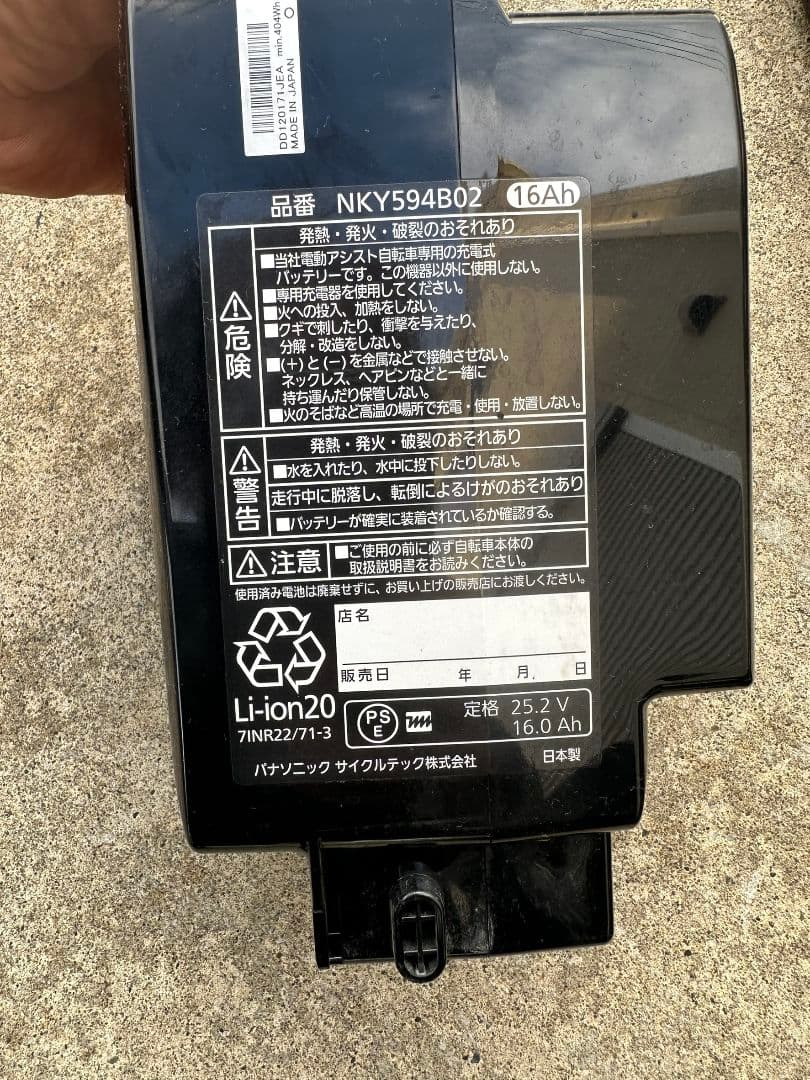 min.404Wh
DD120171JEA
MADE IN JAPAN
品番 NKY594B02 16Ah
危険
発熱・発火・破裂のおそれあり
■当社電動アシスト自転車専用の充電式
バッテリーです。この機器以外に使用しない。
■専用充電器を使用してください。
■火への投入、加熱をしない。
■クギで刺したり、衝撃を与えたり、
分解・改造をしない。
■(+)と(−)を金属などで接触させない。
ネックレス、ヘアピンなどと一緒に
持ち運んだり保管しない。
■火のそばなど高温の場所で充電・使用・放置しない。
警告
発熱・発火・破裂のおそれあり
■水を入れたり、水中に投下したりしない。
走行中に脱落し、転倒によるけがのおそれあり
■バッテリーが確実に装着されているか確認する。
注意
■ご使用の前に必ず自転車本体の
取扱説明書をお読みください。
使用済み電池は廃棄せずに、お買い上げの販売店にお渡しください。
店名
販売日 年 月 日
Li-ion20
7INR22/71-3
PS
E
定格 25.2 V
16.0 Ah
パナソニック サイクルテック株式会社 日本製